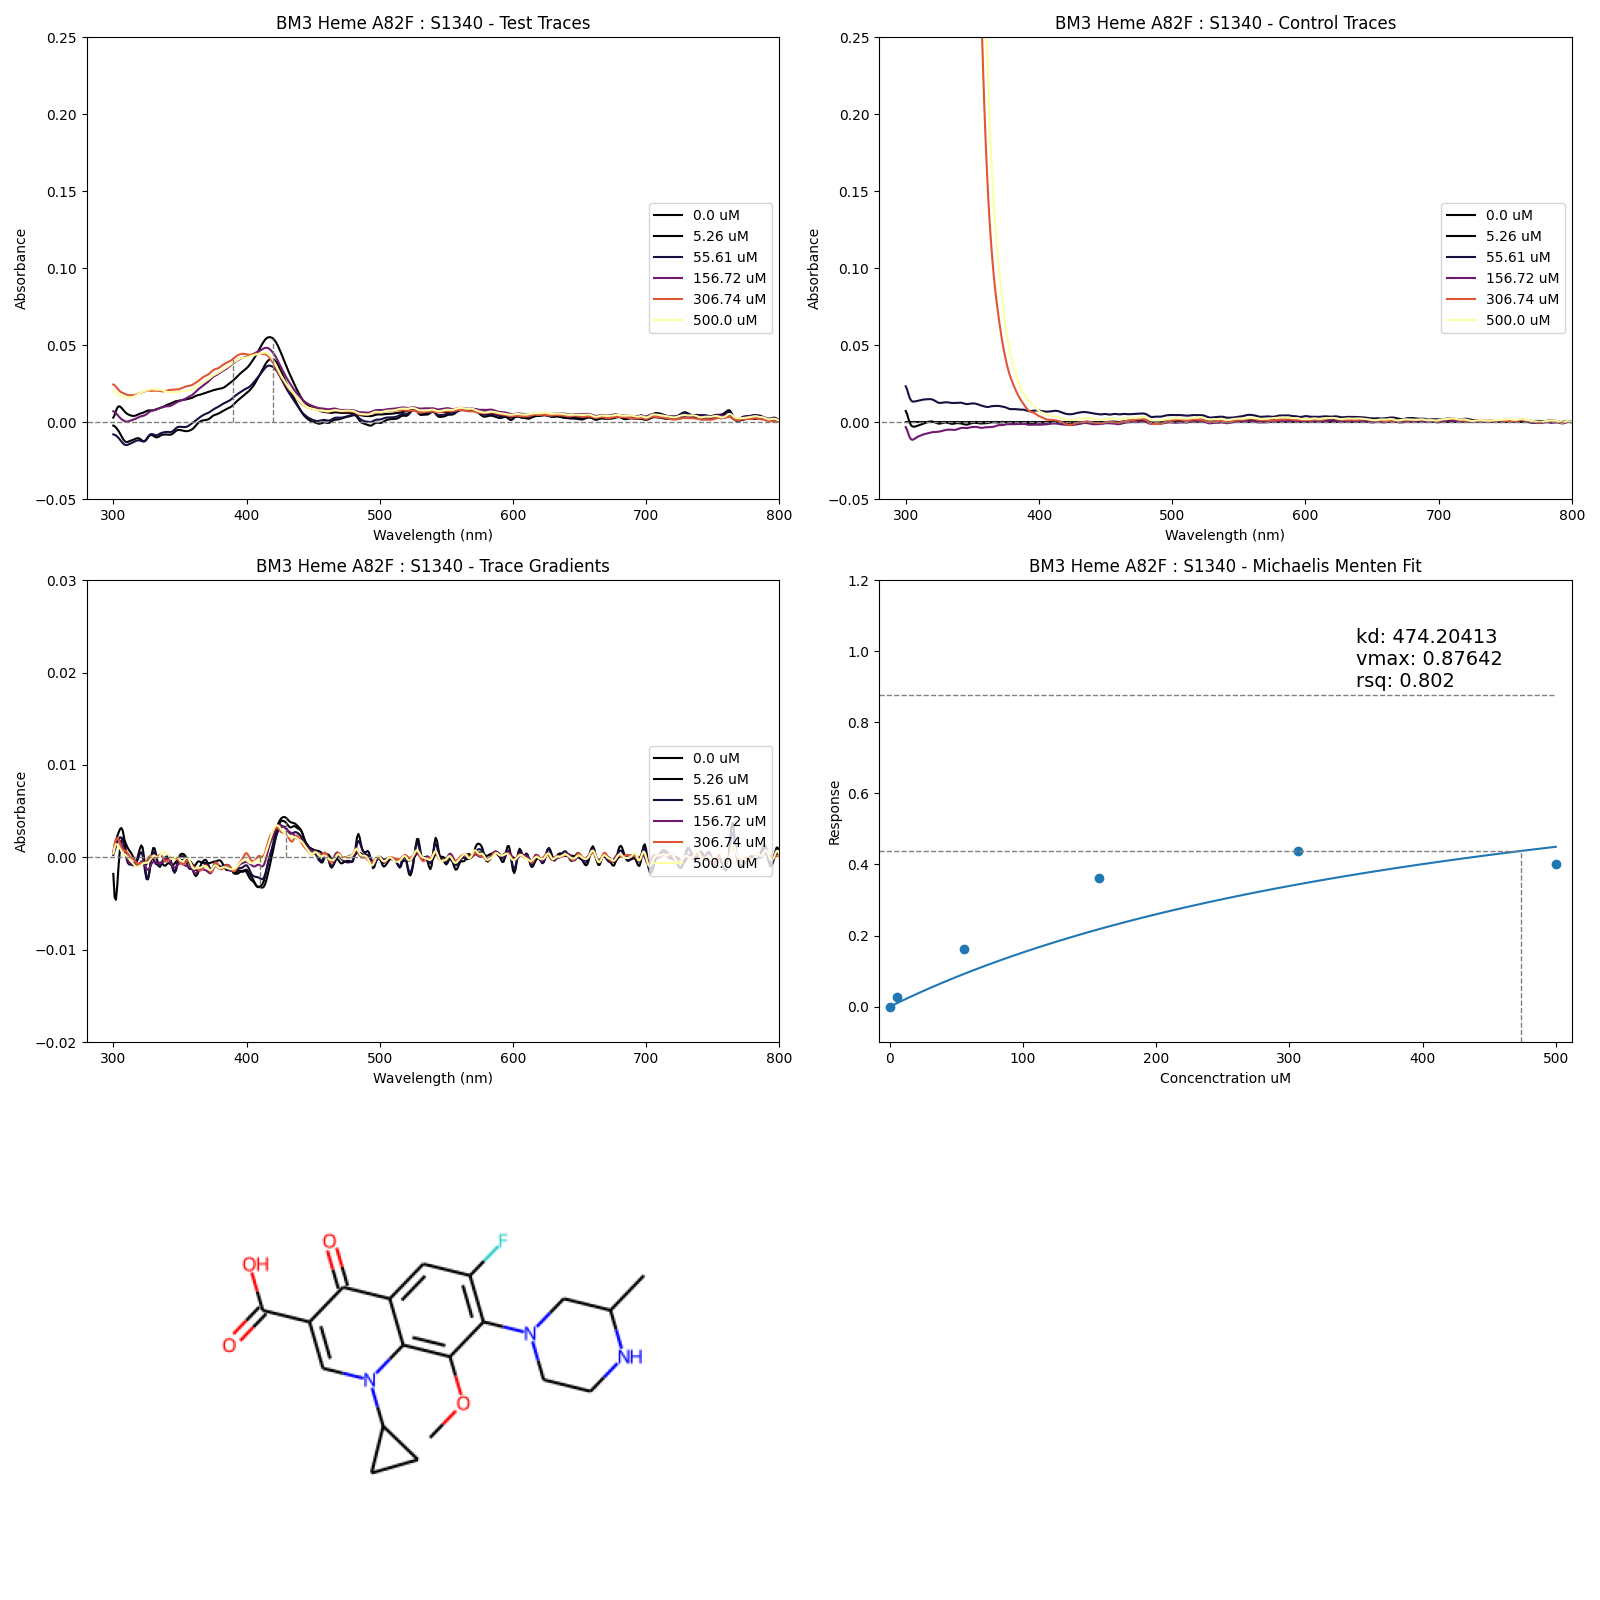 BM3 Heme A82F : S1340 - Test Traces
0.25
0.20
0.15
0.10
0.05
0.00
−0.05
Absorbance
300 400 500 600 700 800
Wavelength (nm)
0.0 uM
5.26 uM
55.61 uM
156.72 uM
306.74 uM
500.0 uM
BM3 Heme A82F : S1340 - Control Traces
0.25
0.20
0.15
0.10
0.05
0.00
−0.05
Absorbance
300 400 500 600 700 800
Wavelength (nm)
0.0 uM
5.26 uM
55.61 uM
156.72 uM
306.74 uM
500.0 uM
BM3 Heme A82F : S1340 - Trace Gradients
0.03
0.02
0.01
0.00
−0.01
−0.02
Absorbance
300 400 500 600 700 800
Wavelength (nm)
0.0 uM
5.26 uM
55.61 uM
156.72 uM
306.74 uM
500.0 uM
BM3 Heme A82F : S1340 - Michaelis Menten Fit
1.2
1.0
0.8
0.6
0.4
0.2
0.0
Response
kd: 474.20413
vmax: 0.87642
rsq: 0.802
0 100 200 300 400 500
Concenctration uM
O
F
OH
O
N
NH
N
O